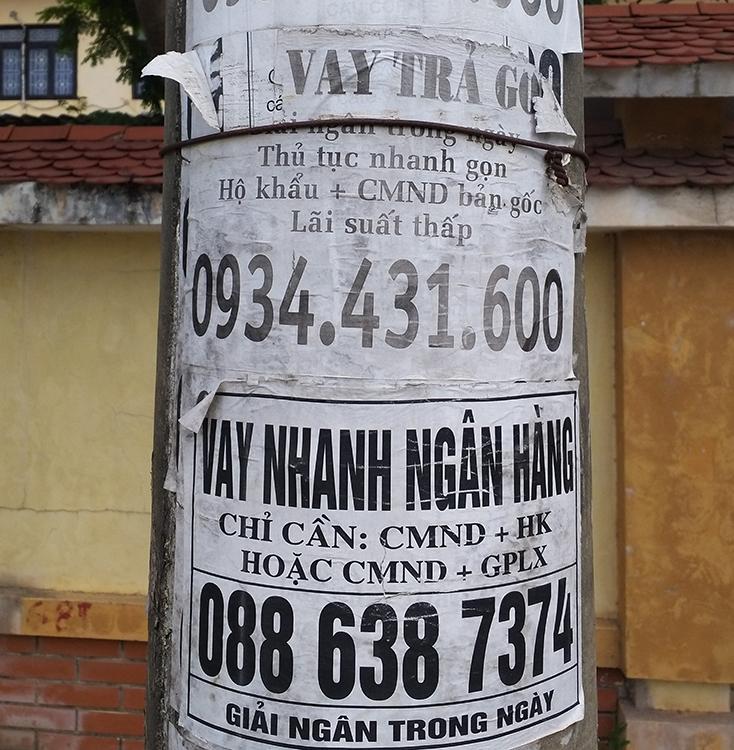 VAY TRẢ GÓ
Thủ tục nhanh gọn
Hộ khẩu + CMND bản gốc
Lãi suất thấp
0934.431.600
VAY NHANH NGÂN HÀNG
CHỈ CẦN: CMND + HK
HOẶC CMND + GPLX
088 638 7374
GIẢI NGÂN TRONG NGÀY